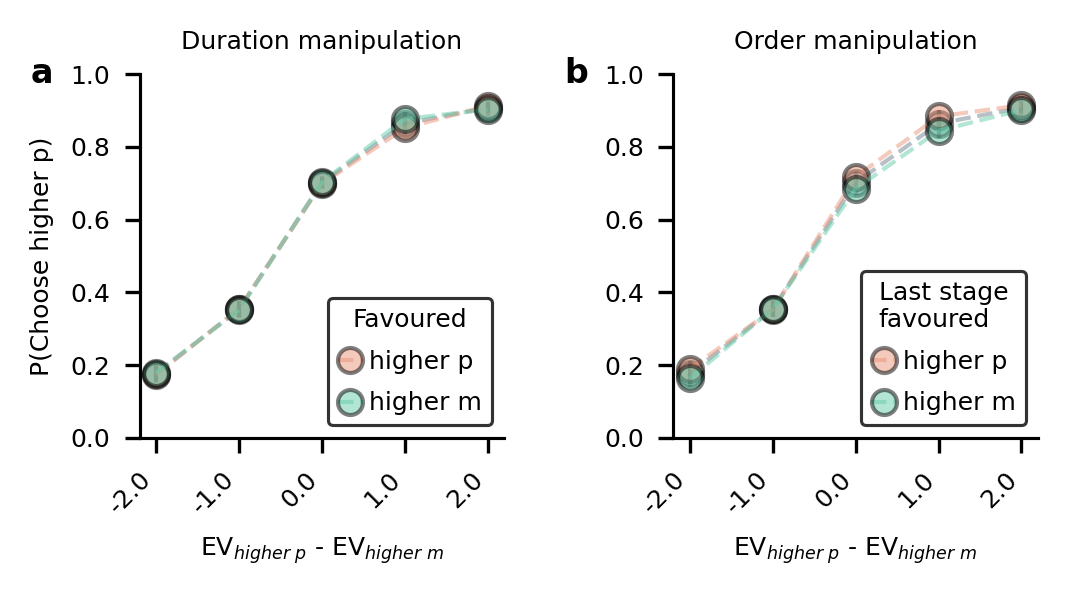 Duration manipulation
a
1.0
0.8
0.6
0.4
0.2
0.0
P(Choose higher p)
Favoured
higher p
higher m
-2.0
-1.0
0.0
1.0
2.0
EVhigher p - EVhigher m
Order manipulation
b
1.0
0.8
0.6
0.4
0.2
0.0
Last stage
favoured
higher p
higher m
-2.0
-1.0
0.0
1.0
2.0
EVhigher p - EVhigher m